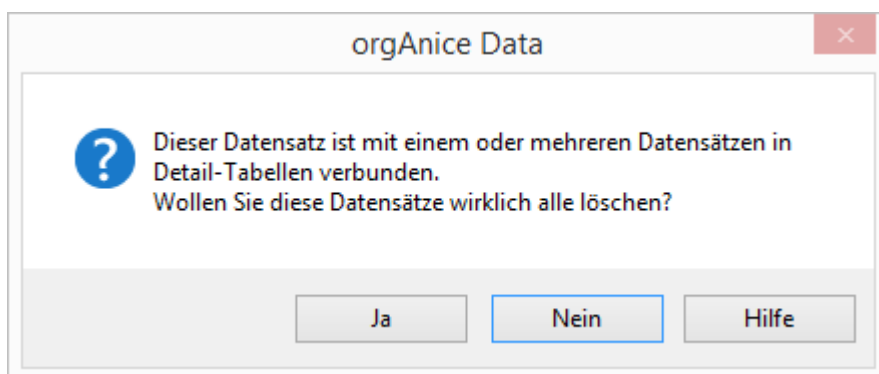 orgAnice Data
Dieser Datensatz ist mit einem oder mehreren Datensätzen in
Detail-Tabellen verbunden.
Wollen Sie diese Datensätze wirklich alle löschen?
Ja Nein Hilfe